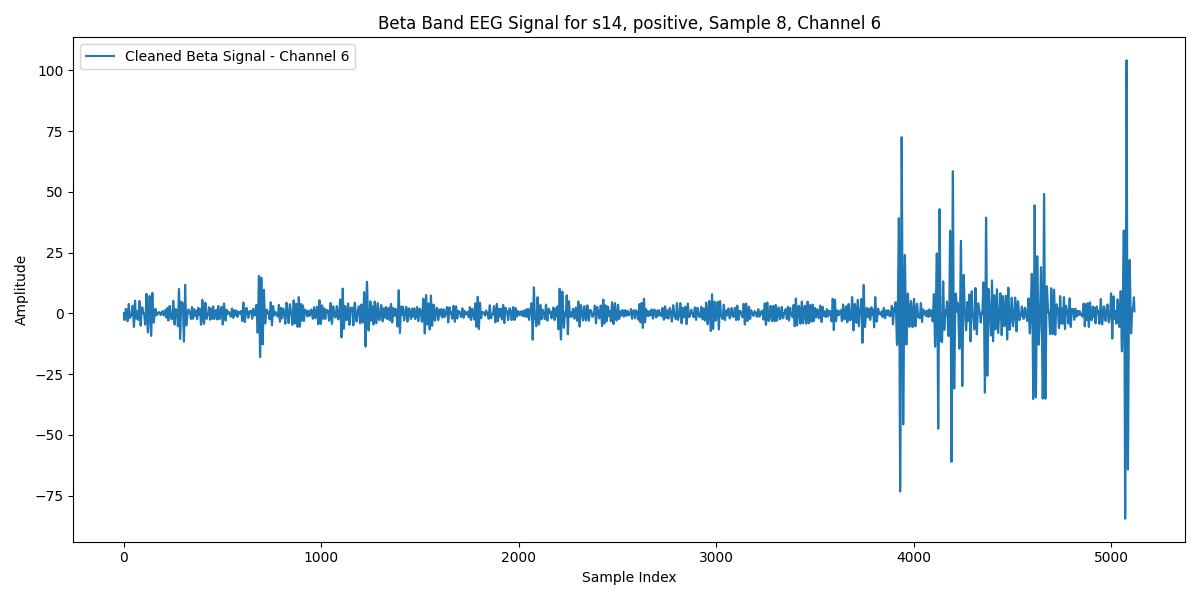 Beta Band EEG Signal for s14, positive, Sample 8, Channel 6
Cleaned Beta Signal - Channel 6
100
75
50
25
0
−25
−50
−75
Amplitude
0 1000 2000 3000 4000 5000
Sample Index